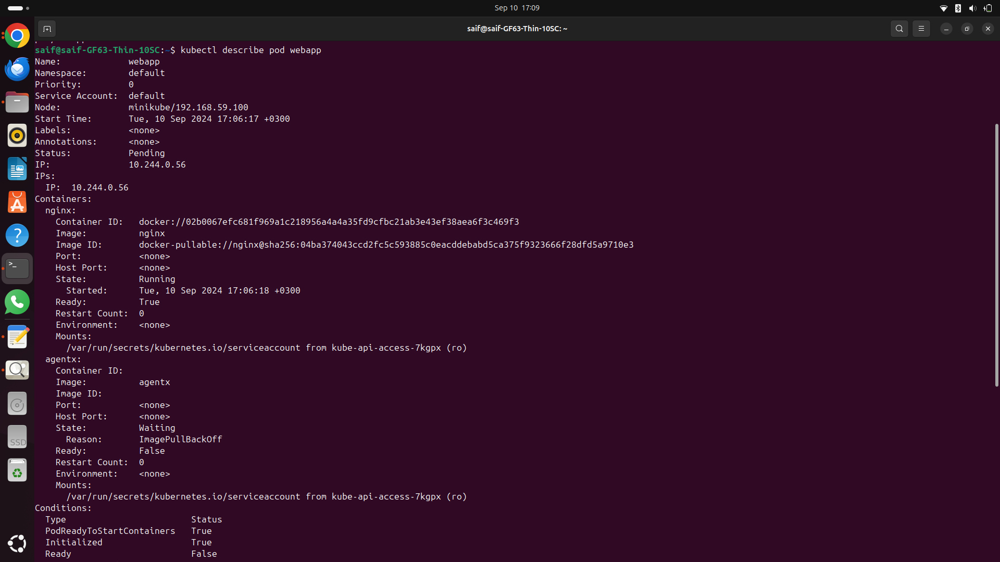 Sep 10 17:09
saif@saif-GF63-Thin-10SC: ~
saif@saif-GF63-Thin-10SC:~$ kubectl describe pod webapp
Name:             webapp
Namespace:        default
Priority:         0
Service Account:  default
Node:             minikube/192.168.59.100
Start Time:       Tue, 10 Sep 2024 17:06:17 +0300
Labels:           <none>
Annotations:      <none>
Status:           Pending
IP:               10.244.0.56
IPs:
  IP:  10.244.0.56
Containers:
  nginx:
    Container ID:   docker://02b0067efc681f969a1c218956a4a4a35fd9cfbc21ab3e43ef38aea6f3c469f3
    Image:          nginx
    Image ID:       docker-pullable://nginx@sha256:04ba374043ccd2fc5c593885c0eacddebabd5ca375f9323666f28dfd5a9710e3
    Port:           <none>
    Host Port:      <none>
    State:          Running
      Started:      Tue, 10 Sep 2024 17:06:18 +0300
    Ready:          True
    Restart Count:  0
    Environment:    <none>
    Mounts:
      /var/run/secrets/kubernetes.io/serviceaccount from kube-api-access-7kgpx (ro)
  agentx:
    Container ID:
    Image:          agentx
    Image ID:
    Port:           <none>
    Host Port:      <none>
    State:          Waiting
      Reason:       ImagePullBackOff
    Ready:          False
    Restart Count:  0
    Environment:    <none>
    Mounts:
      /var/run/secrets/kubernetes.io/serviceaccount from kube-api-access-7kgpx (ro)
Conditions:
  Type                        Status
  PodReadyToStartContainers   True
  Initialized                 True
  Ready                       False
SSD